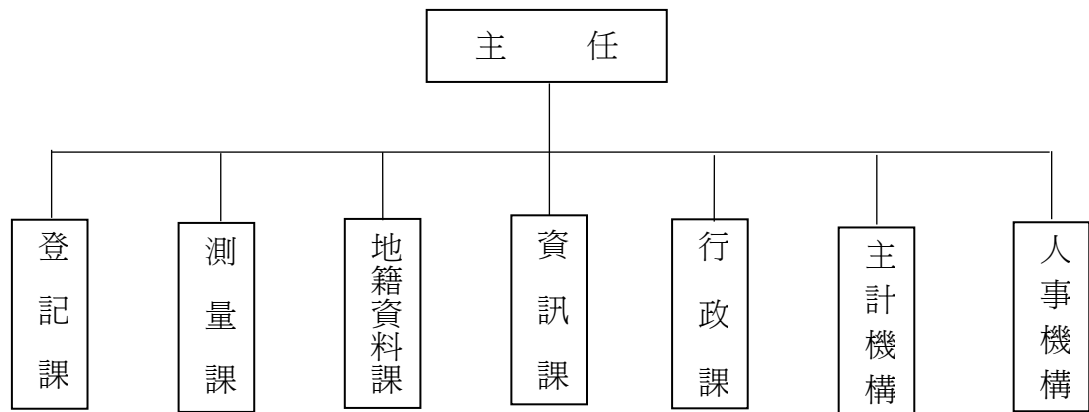 主任
登記課
測量課
地籍資料課
資訊課
行政課
主計機構
人事機構